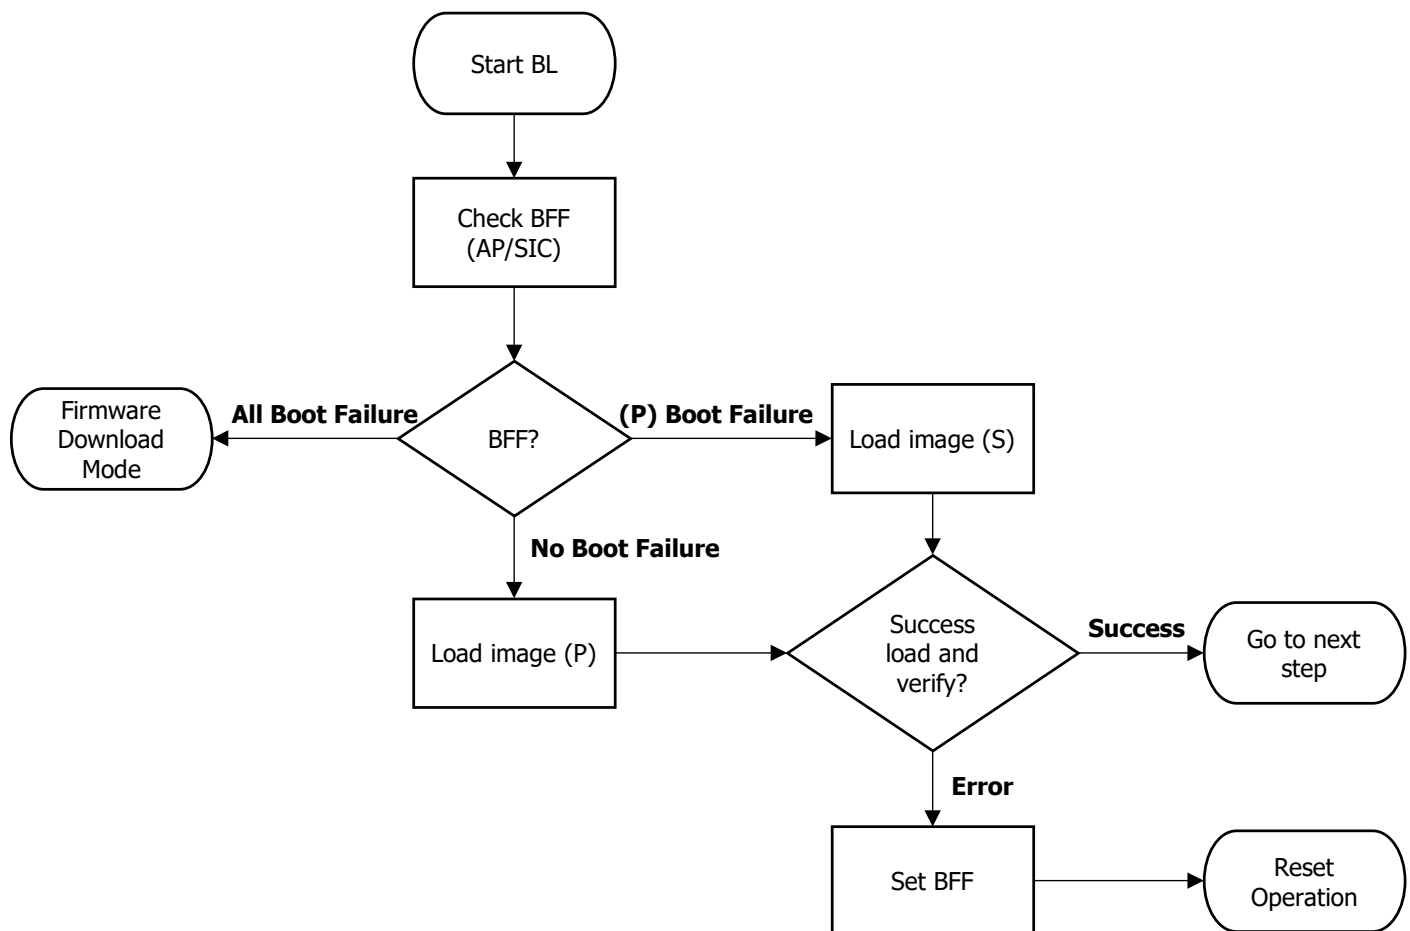 Start BL
Check BFF
(AP/SIC)
Firmware
Download
Mode
All Boot Failure
BFF?
(P) Boot Failure
Load image (S)
No Boot Failure
Load image (P)
Success
load and
verify?
Success
Go to next
step
Error
Set BFF
Reset
Operation